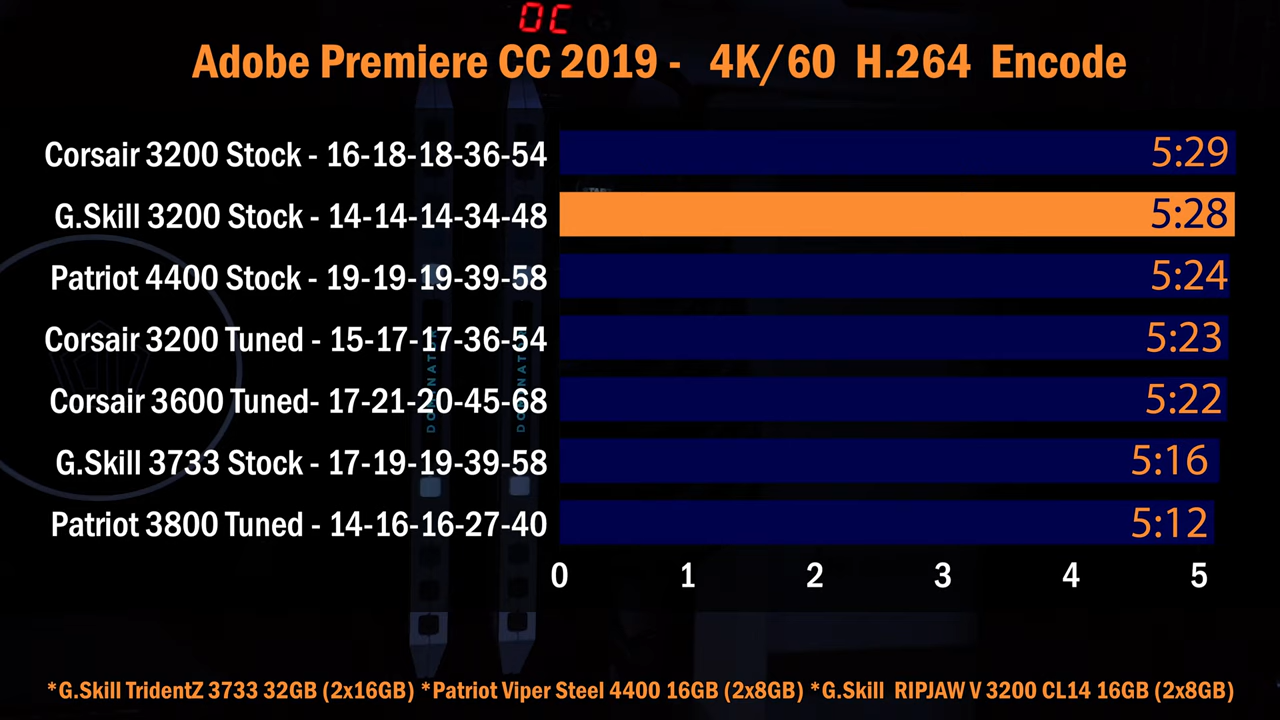 OC
Adobe Premiere CC 2019 - 4K/60 H.264 Encode
Corsair 3200 Stock - 16-18-18-36-54 5:29
G.Skill 3200 Stock - 14-14-14-34-48 5:28
Patriot 4400 Stock - 19-19-19-39-58 5:24
Corsair 3200 Tuned - 15-17-17-36-54 5:23
Corsair 3600 Tuned- 17-21-20-45-68 5:22
G.Skill 3733 Stock - 17-19-19-39-58 5:16
Patriot 3800 Tuned - 14-16-16-27-40 5:12
0 1 2 3 4 5
*G.Skill TridentZ 3733 32GB (2x16GB) *Patriot Viper Steel 4400 16GB (2x8GB) *G.Skill RIPJAW V 3200 CL14 16GB (2x8GB)